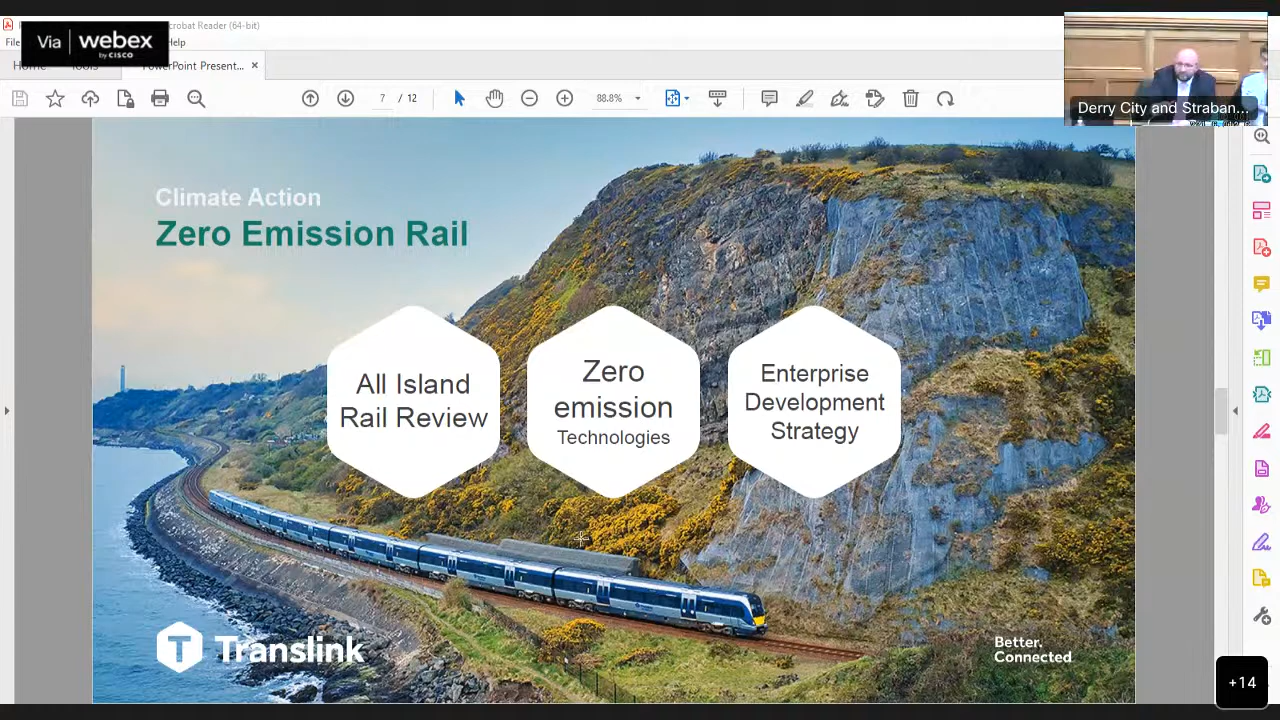 Via webex
by CISCO
crobat Reader (64-bit)
File
Help
Home
Tools
PowerPoint Present... ×
7 / 12
88.8%
Derry City and Straban...
Climate Action
Zero Emission Rail
All Island
Rail Review
Zero
emission
Technologies
Enterprise
Development
Strategy
T Translink
Better.
Connected
+14